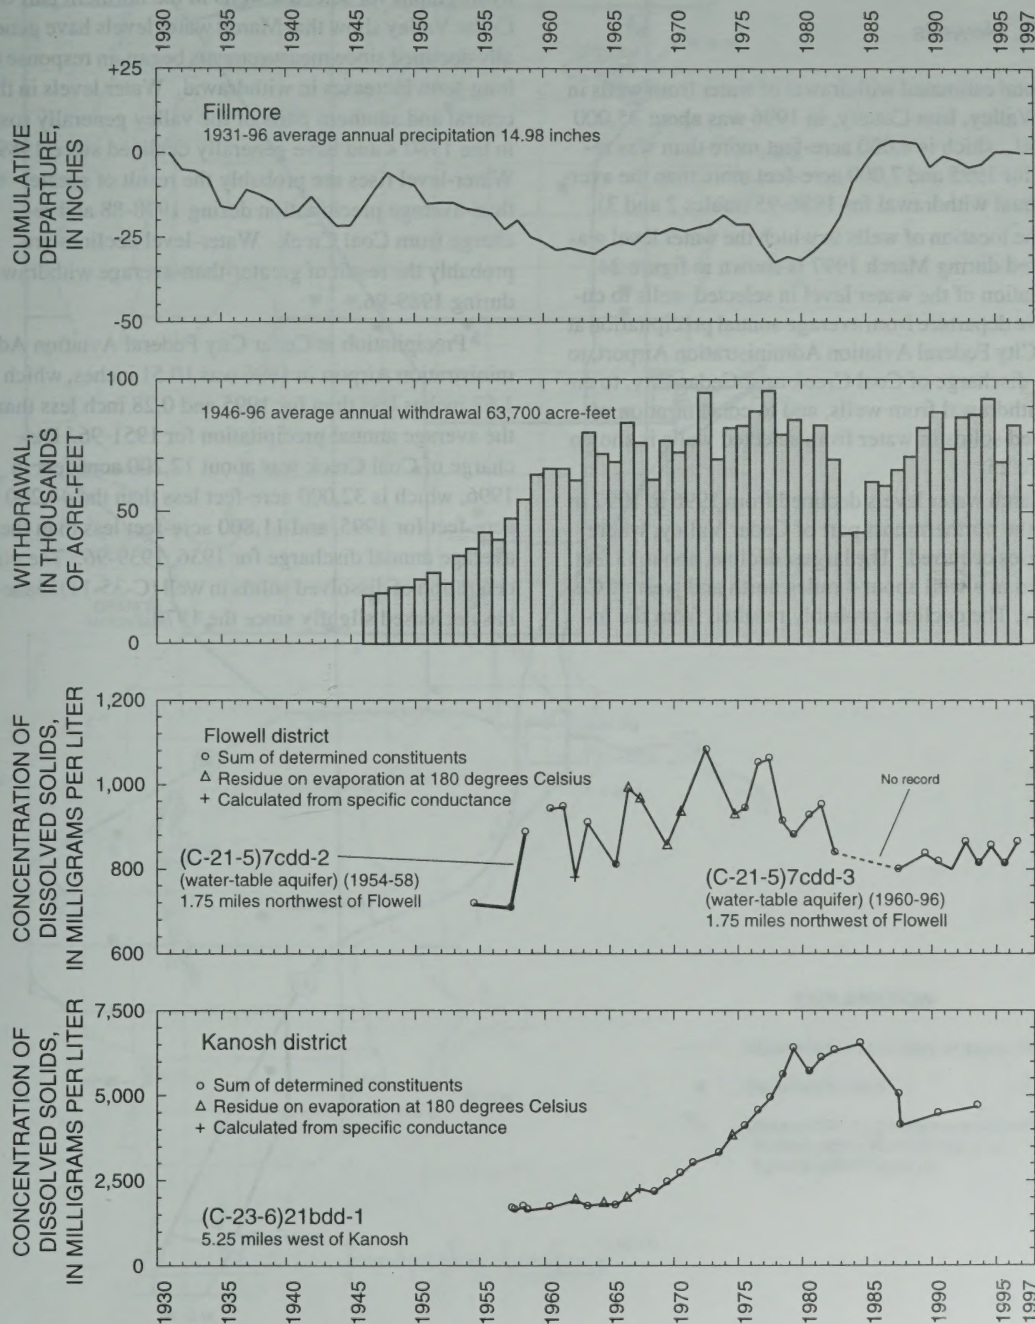 1930 1935 1940 1945 1950 1955 1960 1965 1970 1975 1980 1985 1990 1995 1997
CUMULATIVE
DEPARTURE,
IN INCHES
+25
0
-25
-50
Fillmore
1931-96 average annual precipitation 14.98 inches
WITHDRAWAL,
IN THOUSANDS
OF ACRE-FEET
100
50
0
1946-96 average annual withdrawal 63,700 acre-feet
CONCENTRATION OF
DISSOLVED SOLIDS,
IN MILLIGRAMS PER LITER
1,200
1,000
800
600
Flowell district
Sum of determined constituents
Residue on evaporation at 180 degrees Celsius
+ Calculated from specific conductance
No record
(C-21-5)7cdd-2
(water-table aquifer) (1954-58)
1.75 miles northwest of Flowell
(C-21-5)7cdd-3
(water-table aquifer) (1960-96)
1.75 miles northwest of Flowell
CONCENTRATION OF
DISSOLVED SOLIDS,
IN MILLIGRAMS PER LITER
7,500
5,000
2,500
0
Kanosh district
Sum of determined constituents
Residue on evaporation at 180 degrees Celsius
+ Calculated from specific conductance
(C-23-6)21bdd-1
5.25 miles west of Kanosh
1930 1935 1940 1945 1950 1955 1960 1965 1970 1975 1980 1985 1990 1995 1997